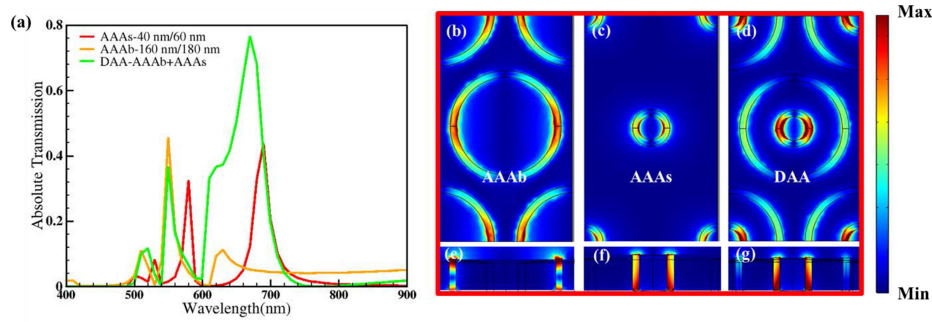 (a)
0.8
0.6
0.4
0.2
0
Absolute Transmission
AAAs-40 nm/60 nm
AAAb-160 nm/180 nm
DAA-AAAb+AAAs
400 500 600 700 800 900
Wavelength(nm)
(b) (c) (d)
AAAb AAAs DAA
(e) (f) (g)
Max
Min